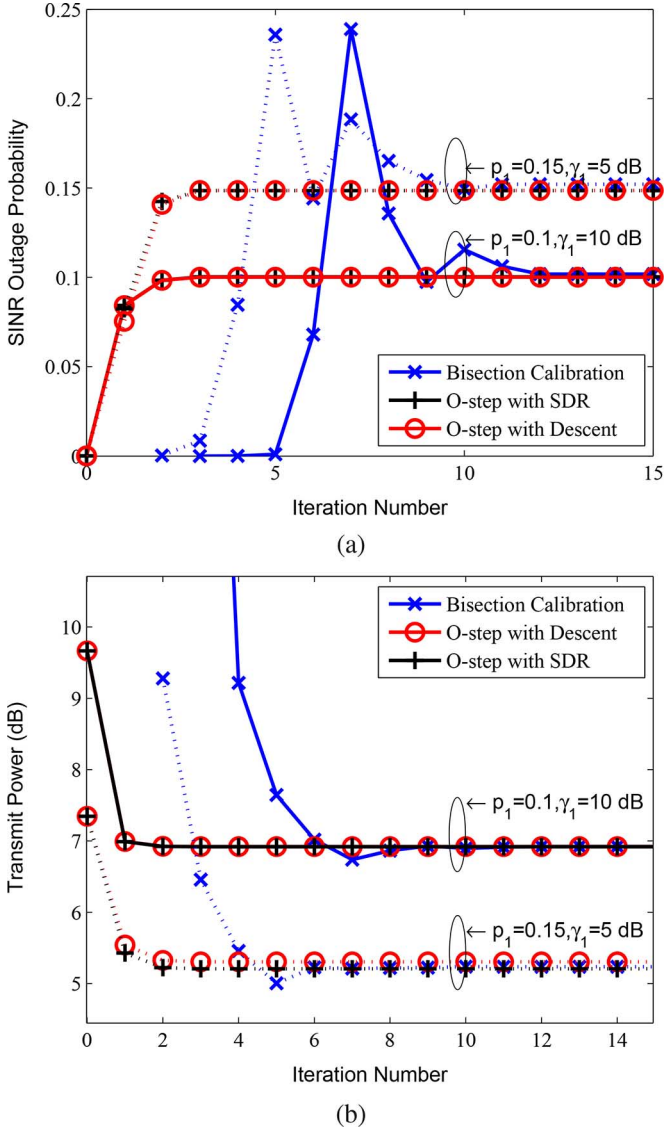 0.25
0.2
0.15
0.1
0.05
0
SINR Outage Probability
← p1=0.15,γ1=5 dB
← p1=0.1,γ1=10 dB
Bisection Calibration
O-step with SDR
O-step with Descent
0 5 10 15
Iteration Number
(a)
10
9
8
7
6
5
Transmit Power (dB)
Bisection Calibration
O-step with Descent
O-step with SDR
← p1=0.1,γ1=10 dB
← p1=0.15,γ1=5 dB
0 2 4 6 8 10 12 14
Iteration Number
(b)